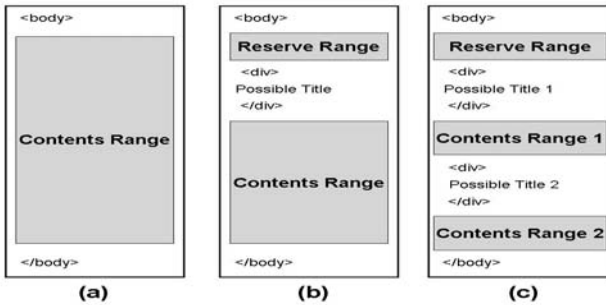 <body>
Contents Range
</body>
(a)
<body>
Reserve Range
<div>
Possible Title
</div>
Contents Range
</body>
(b)
<body>
Reserve Range
<div>
Possible Title 1
</div>
Contents Range 1
<div>
Possible Title 2
</div>
Contents Range 2
</body>
(c)